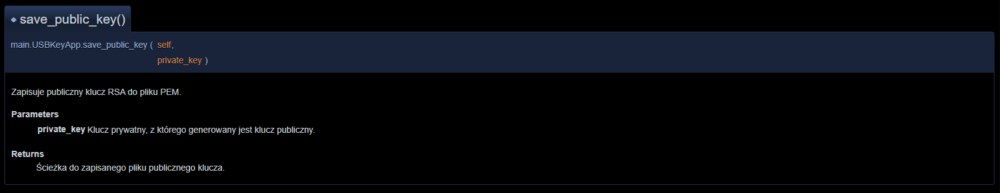 ◆ save_public_key()
main.USBKeyApp.save_public_key ( self,
private_key )
Zapisuje publiczny klucz RSA do pliku PEM.
Parameters
private_key Klucz prywatny, z którego generowany jest klucz publiczny.
Returns
Ścieżka do zapisanego pliku publicznego klucza.